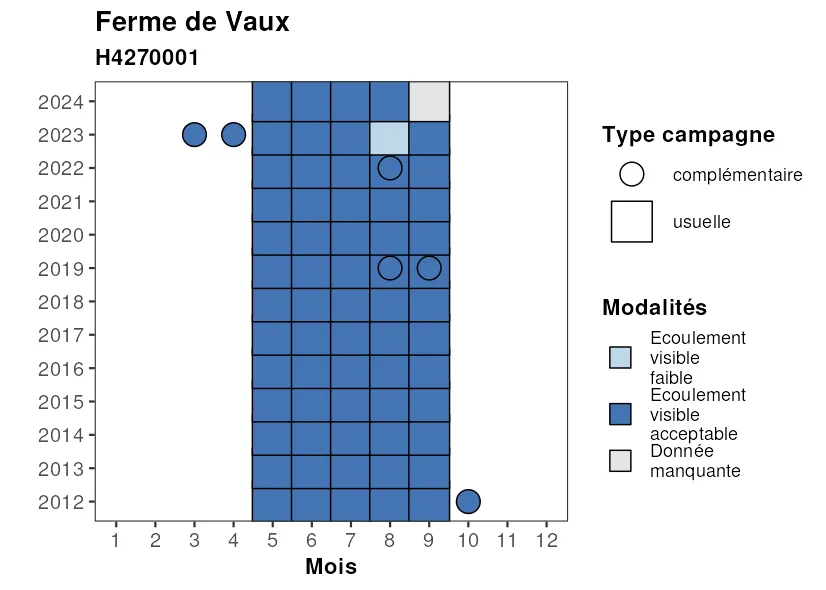 Ferme de Vaux
H4270001
2024
2023
2022
2021
2020
2019
2018
2017
2016
2015
2014
2013
2012
1 2 3 4 5 6 7 8 9 10 11 12
Mois
Type campagne
complémentaire
usuelle
Modalités
Ecoulement
visible
faible
Ecoulement
visible
acceptable
Donnée
manquante